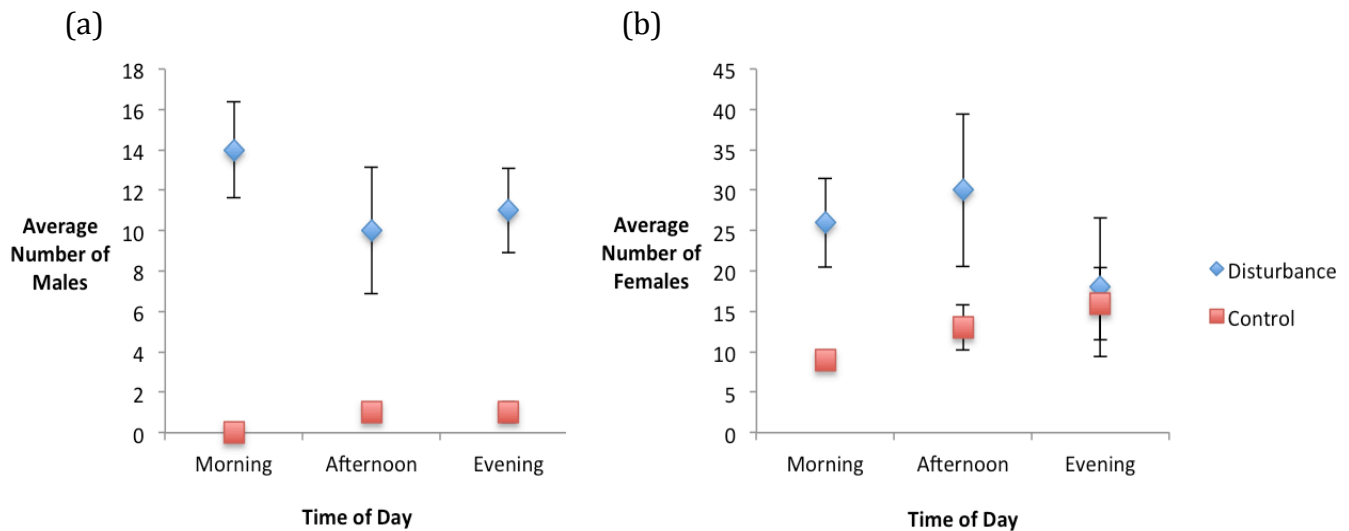 (a)
18
16
14
12
10
8
6
4
2
0
Average
Number of
Males
Morning
Afternoon
Evening
Time of Day
(b)
45
40
35
30
25
20
15
10
5
0
Average
Number of
Females
Morning
Afternoon
Evening
Time of Day
Disturbance
Control